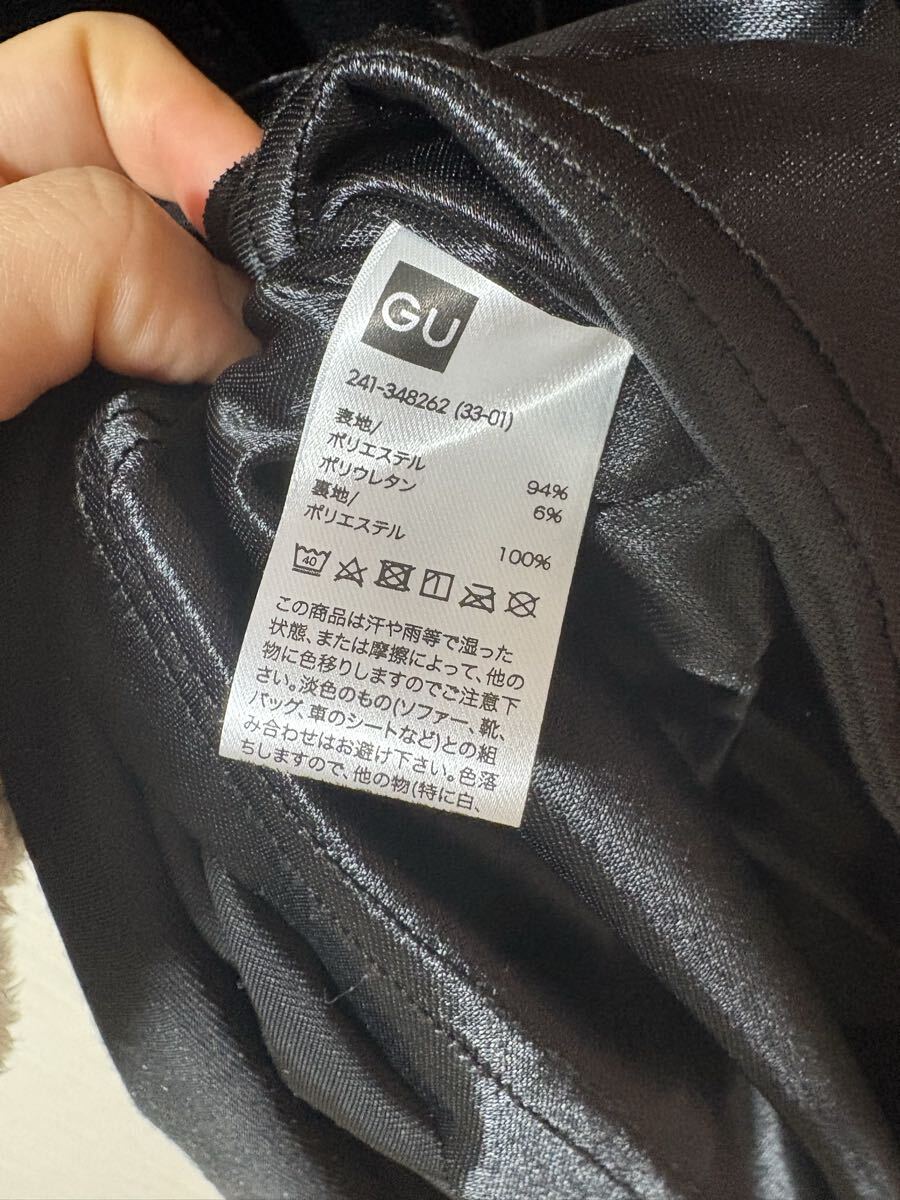 GU
241-348262 (33-01)
表地/
ポリエステル 94%
ポリウレタン 6%
裏地/
ポリエステル 100%
40
この商品は汗や雨等で湿った
状態、または摩擦によって、他の
物に色移りしますのでご注意下
さい。淡色のもの(ソファー、靴、
バッグ、車のシートなど)との組
み合わせはお避け下さい。色落
ちしますので、他の物(特に白、